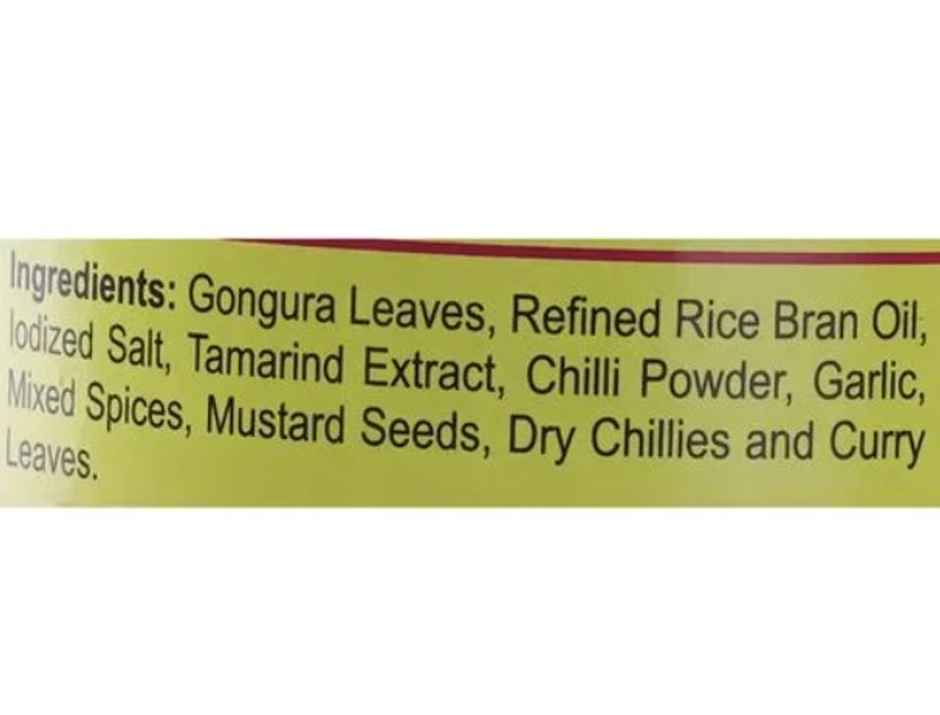 Ingredients: Gongura Leaves, Refined Rice Bran Oil,
Iodized Salt, Tamarind Extract, Chilli Powder, Garlic,
Mixed Spices, Mustard Seeds, Dry Chillies and Curry
Leaves.